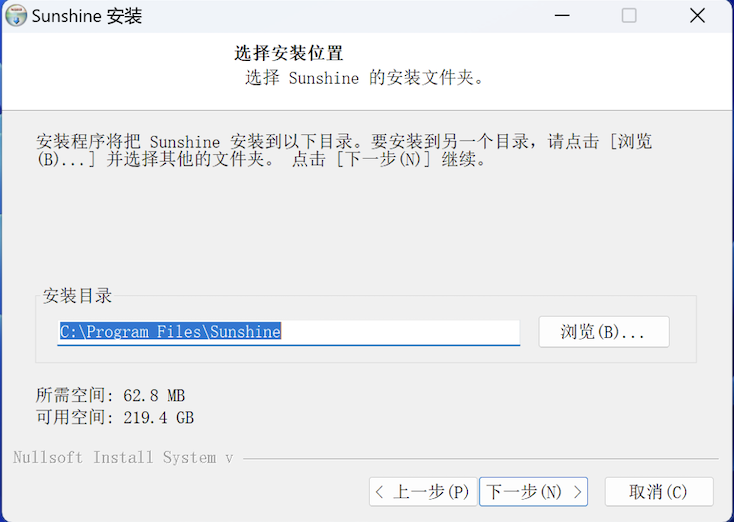 Sunshine 安装
选择安装位置
选择 Sunshine 的安装文件夹。
安装程序将把 Sunshine 安装到以下目录。要安装到另一个目录，请点击 [浏览
(B)...] 并选择其他的文件夹。 点击 [下一步(N)] 继续。
安装目录
C:\Program Files\Sunshine
浏览(B)...
所需空间: 62.8 MB
可用空间: 219.4 GB
Nullsoft Install System v
< 上一步(P)
下一步(N) >
取消(C)